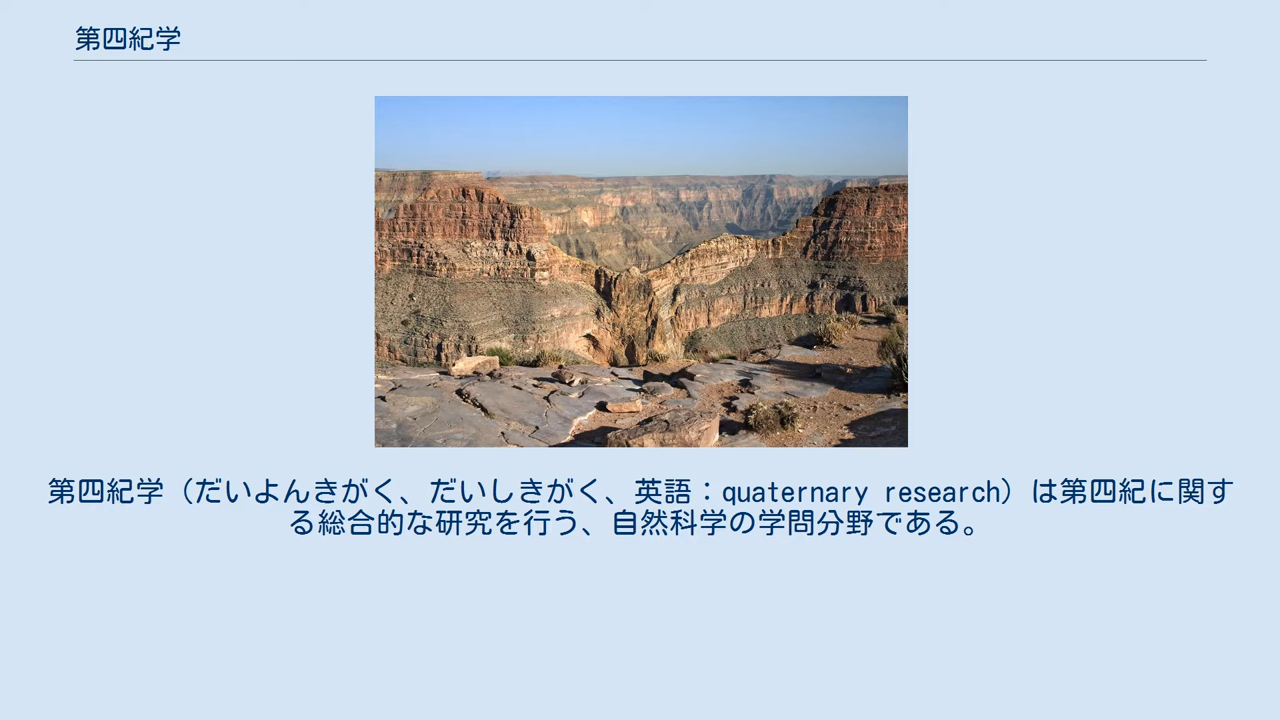 第四紀学
第四紀学（だいよんきがく、だいしきがく、英語：quaternary research）は第四紀に関す
る総合的な研究を行う、自然科学の学問分野である。